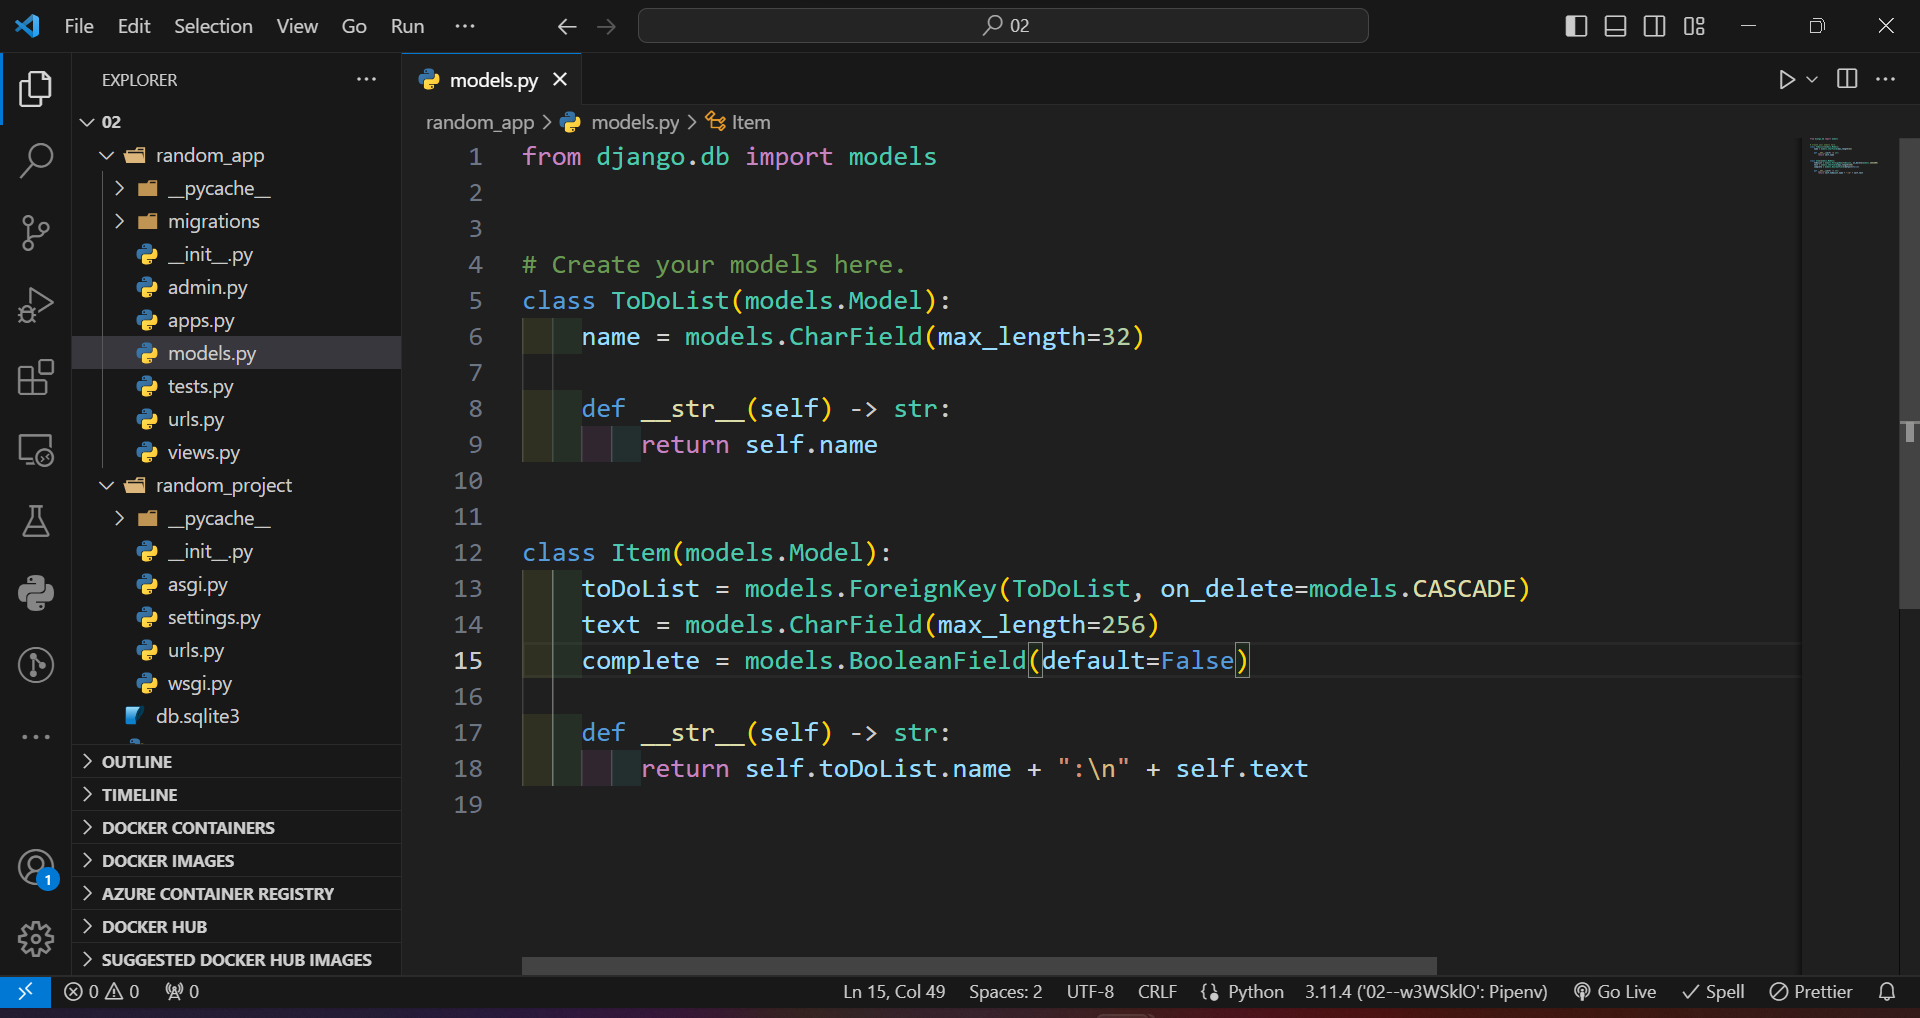 File Edit Selection View Go Run ···
02
EXPLORER ···
02
random_app
__pycache__
migrations
__init__.py
admin.py
apps.py
models.py
tests.py
urls.py
views.py
random_project
__pycache__
__init__.py
asgi.py
settings.py
urls.py
wsgi.py
db.sqlite3
OUTLINE
TIMELINE
DOCKER CONTAINERS
DOCKER IMAGES
AZURE CONTAINER REGISTRY
DOCKER HUB
SUGGESTED DOCKER HUB IMAGES
1
models.py
random_app > models.py > Item
1 from django.db import models
2
3
4 # Create your models here.
5 class ToDoList(models.Model):
6     name = models.CharField(max_length=32)
7
8     def __str__(self) -> str:
9         return self.name
10
11
12 class Item(models.Model):
13     toDoList = models.ForeignKey(ToDoList, on_delete=models.CASCADE)
14     text = models.CharField(max_length=256)
15     complete = models.BooleanField(default=False)
16
17     def __str__(self) -> str:
18         return self.toDoList.name + ":\n" + self.text
19
0 0 0 Ln 15, Col 49 Spaces: 2 UTF-8 CRLF Python 3.11.4 ('02--w3WSklO': Pipenv) Go Live Spell Prettier